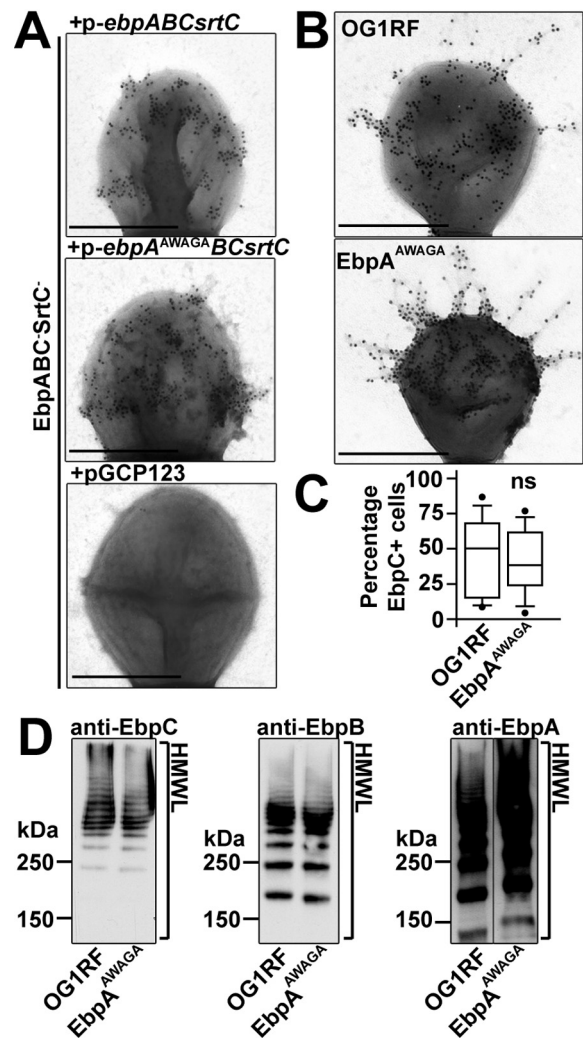 A
+p-ebpABCsrtC
+p-ebpA^AWAGA BCsrtC
+pGCP123
EbpABC-SrtC-
B
OG1RF
EbpA^AWAGA
C
Percentage
EbpC+ cells
100
75
50
25
0
ns
OG1RF
EbpA^AWAGA
D
anti-EbpC
kDa
250
150
HMWL
OG1RF
EbpA^AWAGA
anti-EbpB
kDa
250
150
HMWL
OG1RF
EbpA^AWAGA
anti-EbpA
kDa
250
150
HMWL
OG1RF
EbpA^AWAGA